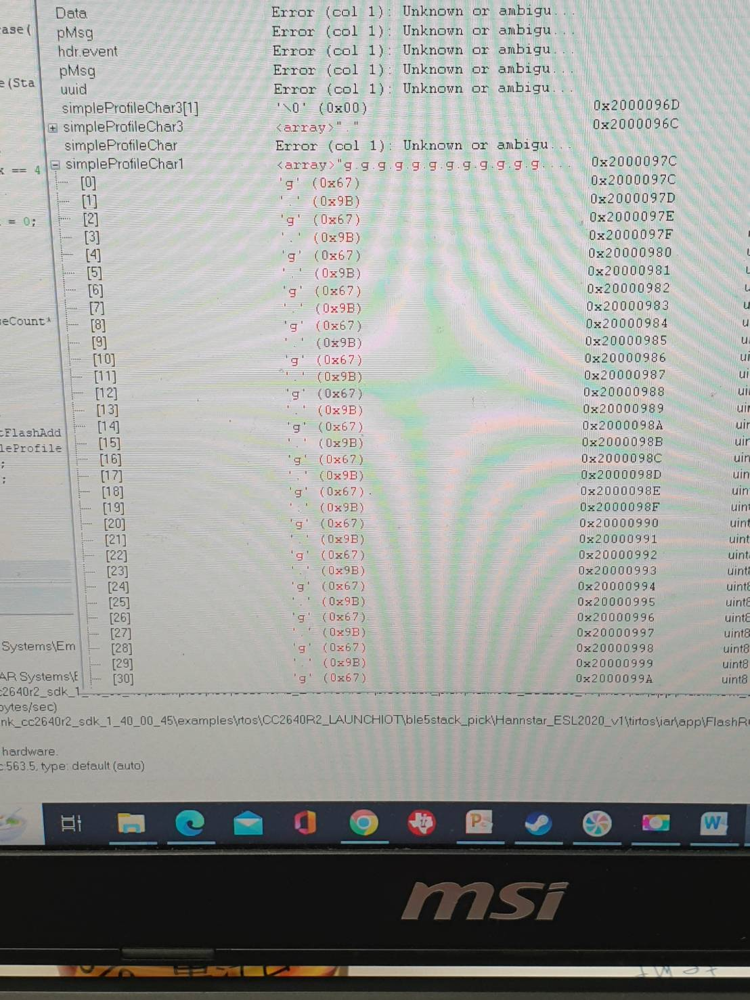 Data Error (col 1): Unknown or ambigu...
ase( pMsg Error (col 1): Unknown or ambigu...
hdr.event Error (col 1): Unknown or ambigu...
pMsg Error (col 1): Unknown or ambigu...
e(Sta uuid Error (col 1): Unknown or ambigu...
simpleProfileChar3[1] '\0' (0x00) 0x2000096D
simpleProfileChar3 <array>"." 0x2000096C
simpleProfileChar Error (col 1): Unknown or ambigu...
x == 4 simpleProfileChar1 <array>"g.g.g.g.g.g.g.g.g.g.g.g.... 0x2000097C
[0] 'g' (0x67) 0x2000097C
[1] '.' (0x9B) 0x2000097D
= 0; [2] 'g' (0x67) 0x2000097E
[3] '.' (0x9B) 0x2000097F
[4] 'g' (0x67) 0x20000980
[5] '.' (0x9B) 0x20000981
[6] 'g' (0x67) 0x20000982 u
[7] '.' (0x9B) 0x20000983 u
eCount* [8] 'g' (0x67) 0x20000984 u
[9] '.' (0x9B) 0x20000985 u
[10] 'g' (0x67) 0x20000986 ui
[11] '.' (0x9B) 0x20000987 ui
[12] 'g' (0x67) 0x20000988 ui
[13] '.' (0x9B) 0x20000989 uin
tFlashAdd [14] 'g' (0x67) 0x2000098A uin
leProfile [15] '.' (0x9B) 0x2000098B uin
; [16] 'g' (0x67) 0x2000098C uin
; [17] '.' (0x9B) 0x2000098D uin
[18] 'g' (0x67) 0x2000098E uin
[19] '.' (0x9B) 0x2000098F uint
[20] 'g' (0x67) 0x20000990 uint
[21] '.' (0x9B) 0x20000991 uint
[22] 'g' (0x67) 0x20000992 uint
[23] '.' (0x9B) 0x20000993 uint8
[24] 'g' (0x67) 0x20000994 uint8
[25] '.' (0x9B) 0x20000995 uint8
[26] 'g' (0x67) 0x20000996 uint8
[27] '.' (0x9B) 0x20000997 uint8
Systems\Em [28] 'g' (0x67) 0x20000998 uint8
[29] '.' (0x9B) 0x20000999 uint8
AR Systems\E [30] 'g' (0x67) 0x2000099A uint8
c2640r2_sdk_1
bytes/sec)
nk_cc2640r2_sdk_1_40_00_45\examples\rtos\CC2640R2_LAUNCHIOT\ble5stack_pick\Hannstar_ESL2020_v1\tirtos\iar\app\FlashR
hardware.
c:563.5, type: default (auto)
msi